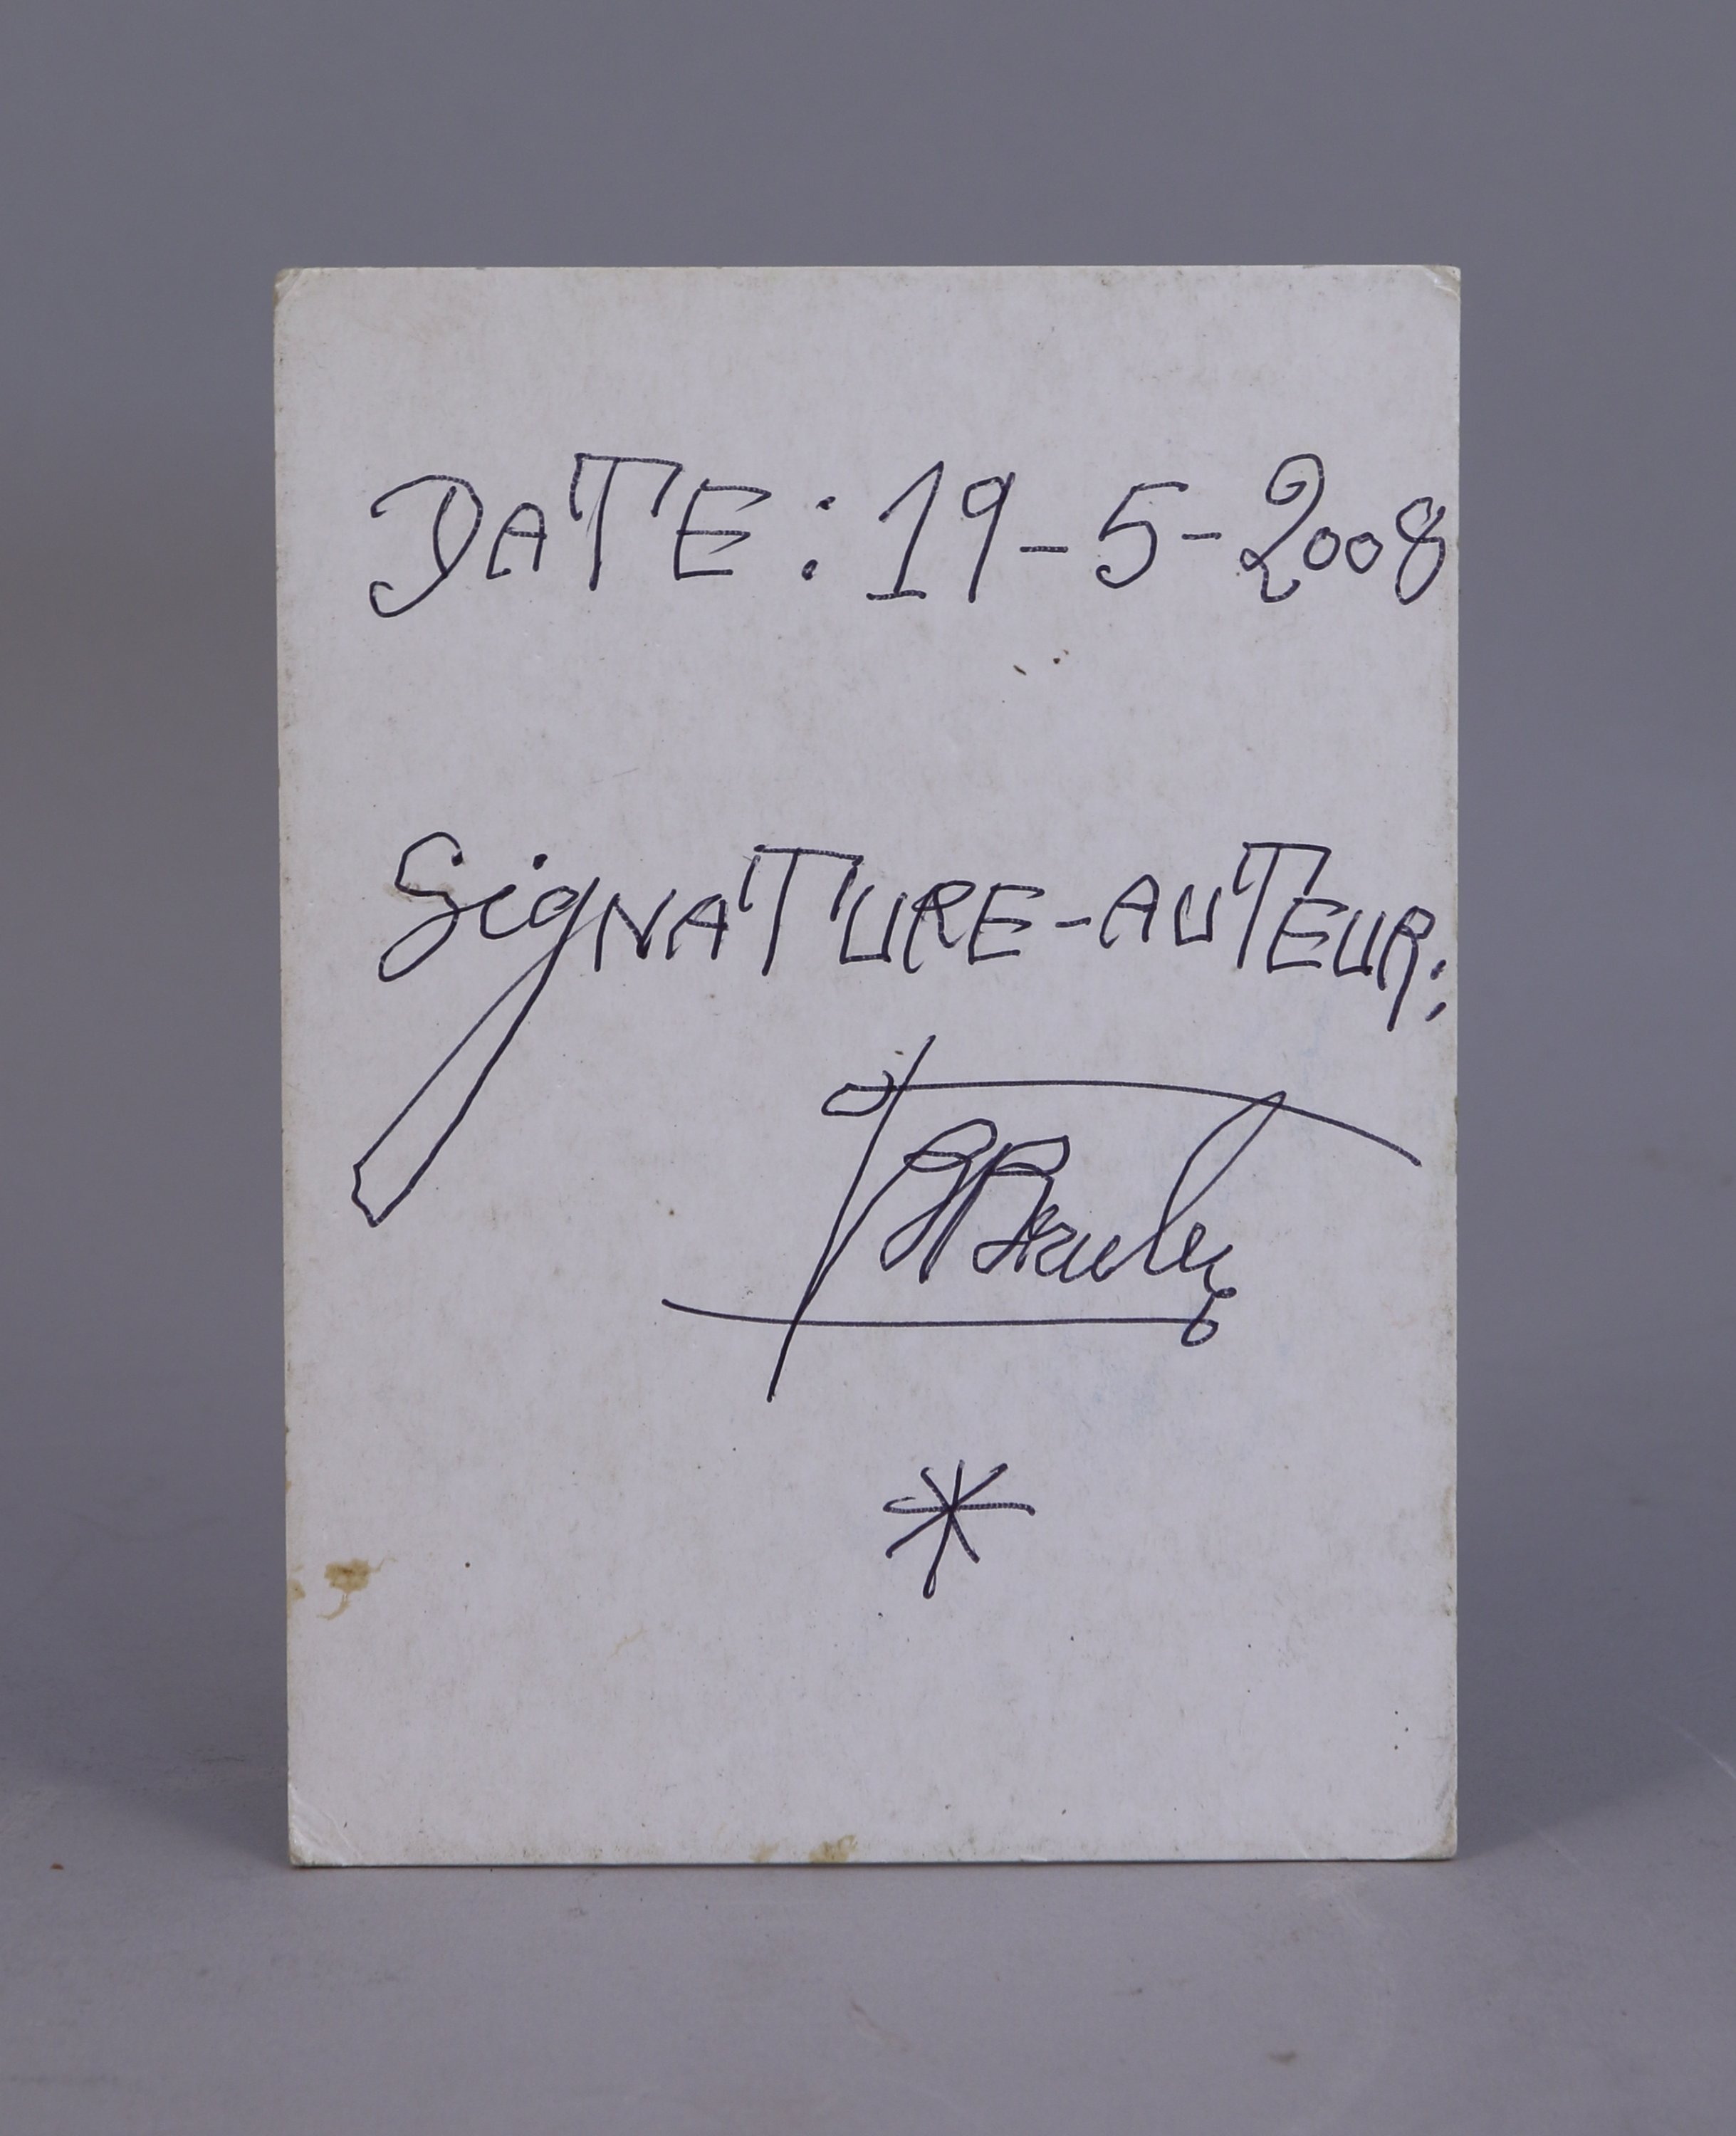 DATE : 19-5-2008
SIGNATURE-AUTEUR:
*